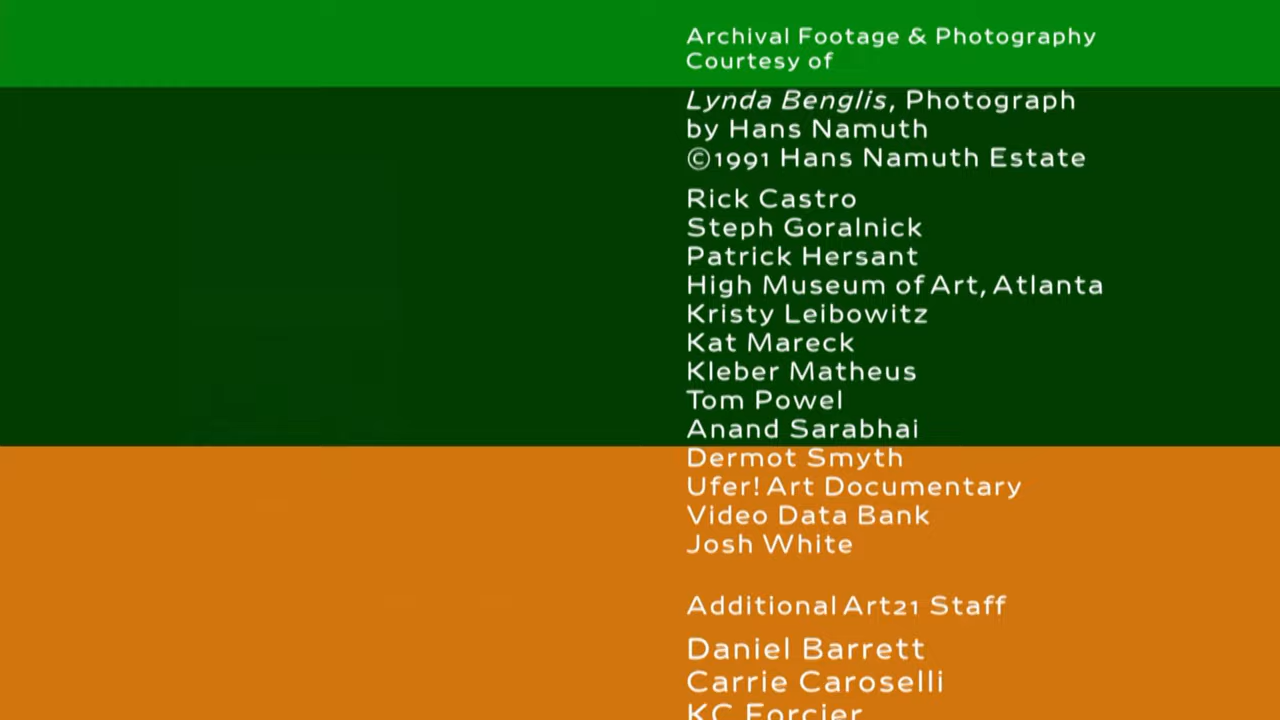 Archival Footage & Photography
Courtesy of
Lynda Benglis, Photograph
by Hans Namuth
©1991 Hans Namuth Estate
Rick Castro
Steph Goralnick
Patrick Hersant
High Museum of Art, Atlanta
Kristy Leibowitz
Kat Mareck
Kleber Matheus
Tom Powel
Anand Sarabhai
Dermot Smyth
Ufer! Art Documentary
Video Data Bank
Josh White
Additional Art21 Staff
Daniel Barrett
Carrie Caroselli
KC Forcier